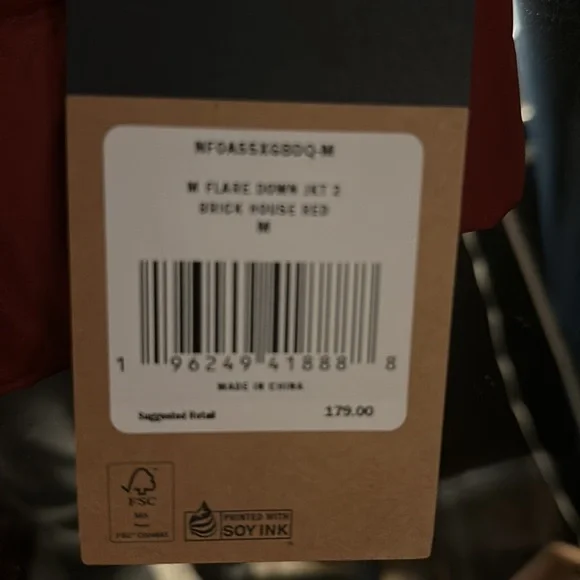 NF0A55XGBDQ-M
M FLARE DOWN JKT 2
BRICK HOUSE RED
M
1 96249 41888 8
MADE IN CHINA
Suggested Retail 179.00
FSC
PRINTED WITH
SOY INK